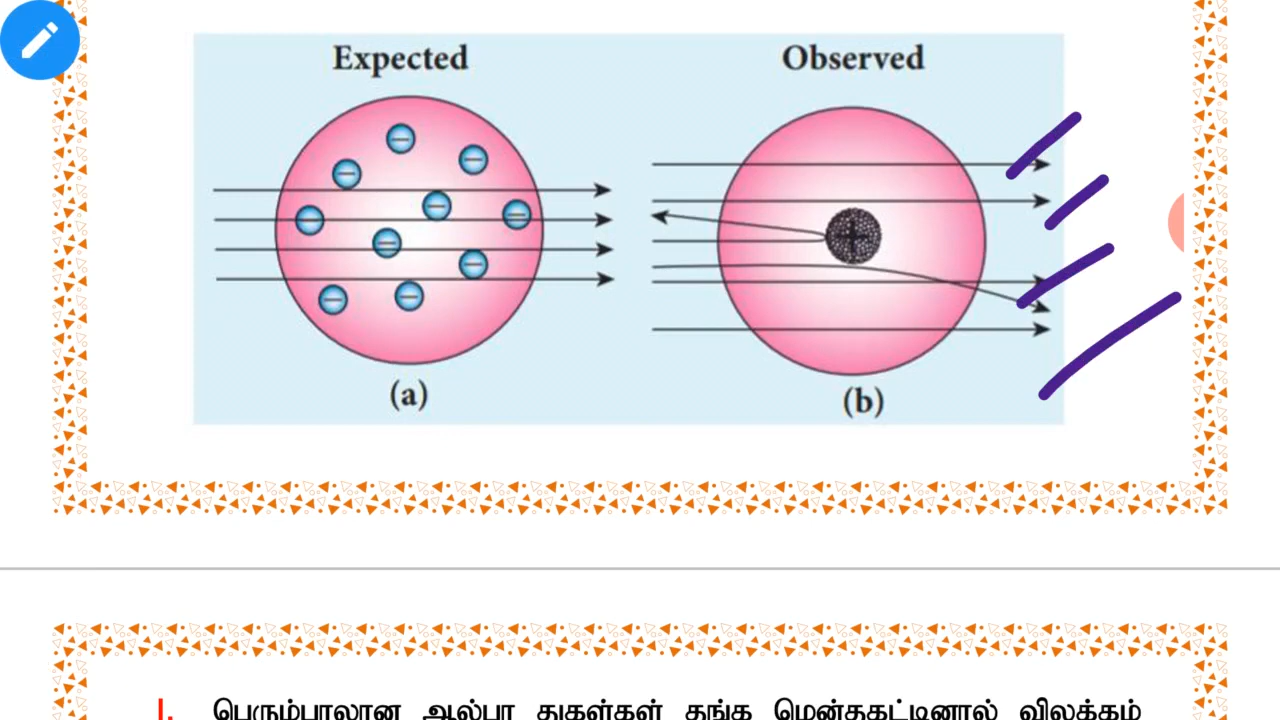 Expected
Observed
(a)
(b)
I. பெரும்பாலான ஆல்பா துகள்கள் தங்க மென்தகட்டினால் விலக்கம்